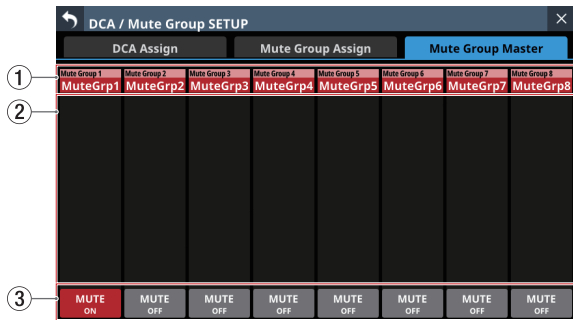 DCA / Mute Group SETUP
DCA Assign Mute Group Assign Mute Group Master
1
Mute Group 1 Mute Group 2 Mute Group 3 Mute Group 4 Mute Group 5 Mute Group 6 Mute Group 7 Mute Group 8
MuteGrp1 MuteGrp2 MuteGrp3 MuteGrp4 MuteGrp5 MuteGrp6 MuteGrp7 MuteGrp8
2
3
MUTE MUTE MUTE MUTE MUTE MUTE MUTE MUTE
ON OFF OFF OFF OFF OFF OFF OFF